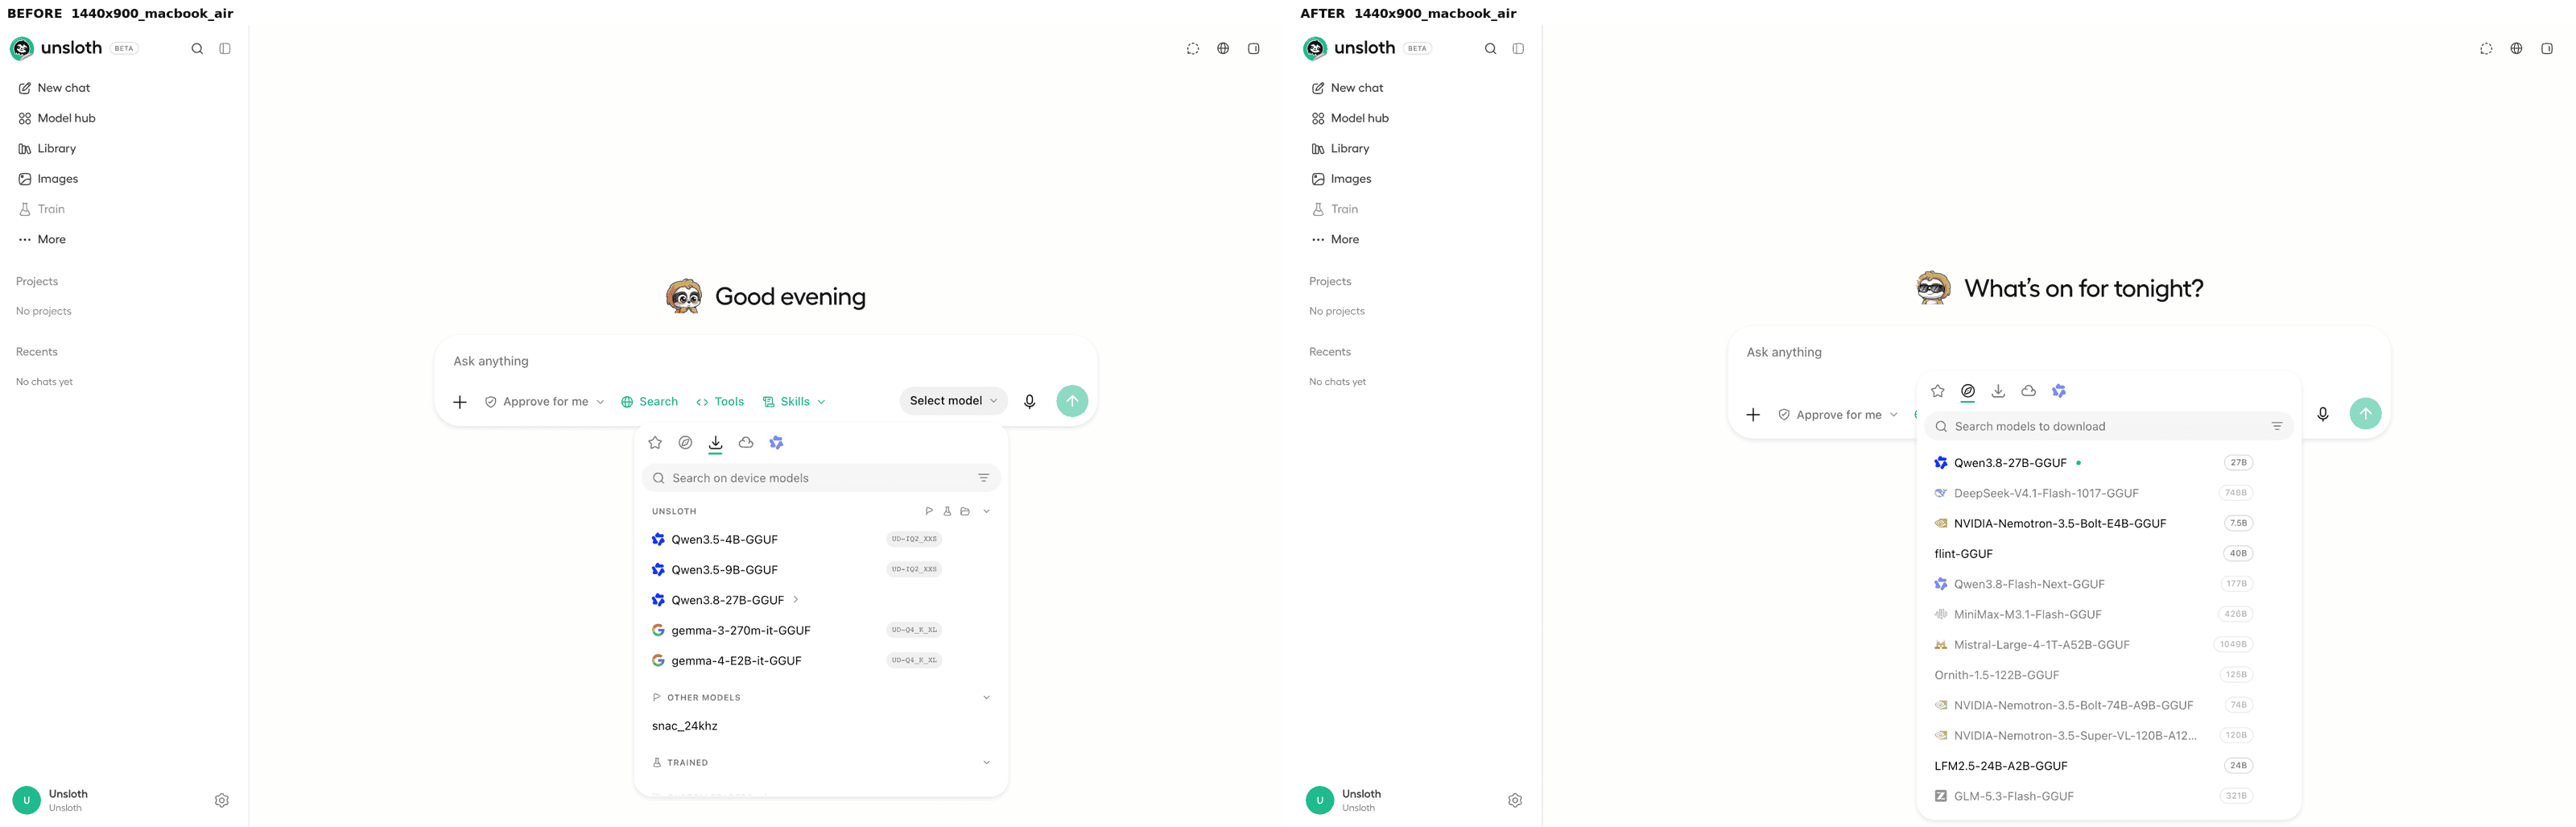 BEFORE 1440x900_macbook_air
unsloth BETA
New chat
Model hub
Library
Images
Train
More
Projects
No projects
Recents
No chats yet
Unsloth
Unsloth
U
Good evening
Ask anything
Approve for me
Search
Tools
Skills
Select model
Search on device models
UNSLOTH
Qwen3.5-4B-GGUF UD-IQ2_XXS
Qwen3.5-9B-GGUF UD-IQ2_XXS
Qwen3.8-27B-GGUF
gemma-3-270m-it-GGUF UD-Q4_K_XL
gemma-4-E2B-it-GGUF UD-Q4_K_XL
OTHER MODELS
snac_24khz
TRAINED
AFTER 1440x900_macbook_air
unsloth BETA
New chat
Model hub
Library
Images
Train
More
Projects
No projects
Recents
No chats yet
Unsloth
Unsloth
U
What's on for tonight?
Ask anything
Approve for me
Search models to download
Qwen3.8-27B-GGUF 27B
DeepSeek-V4.1-Flash-1017-GGUF 748B
NVIDIA-Nemotron-3.5-Bolt-E4B-GGUF 7.5B
flint-GGUF 40B
Qwen3.8-Flash-Next-GGUF 177B
MiniMax-M3.1-Flash-GGUF 426B
Mistral-Large-4-1T-A52B-GGUF 1049B
Ornith-1.5-122B-GGUF 125B
NVIDIA-Nemotron-3.5-Bolt-74B-A9B-GGUF 74B
NVIDIA-Nemotron-3.5-Super-VL-120B-A12... 120B
LFM2.5-24B-A2B-GGUF 24B
GLM-5.3-Flash-GGUF 321B